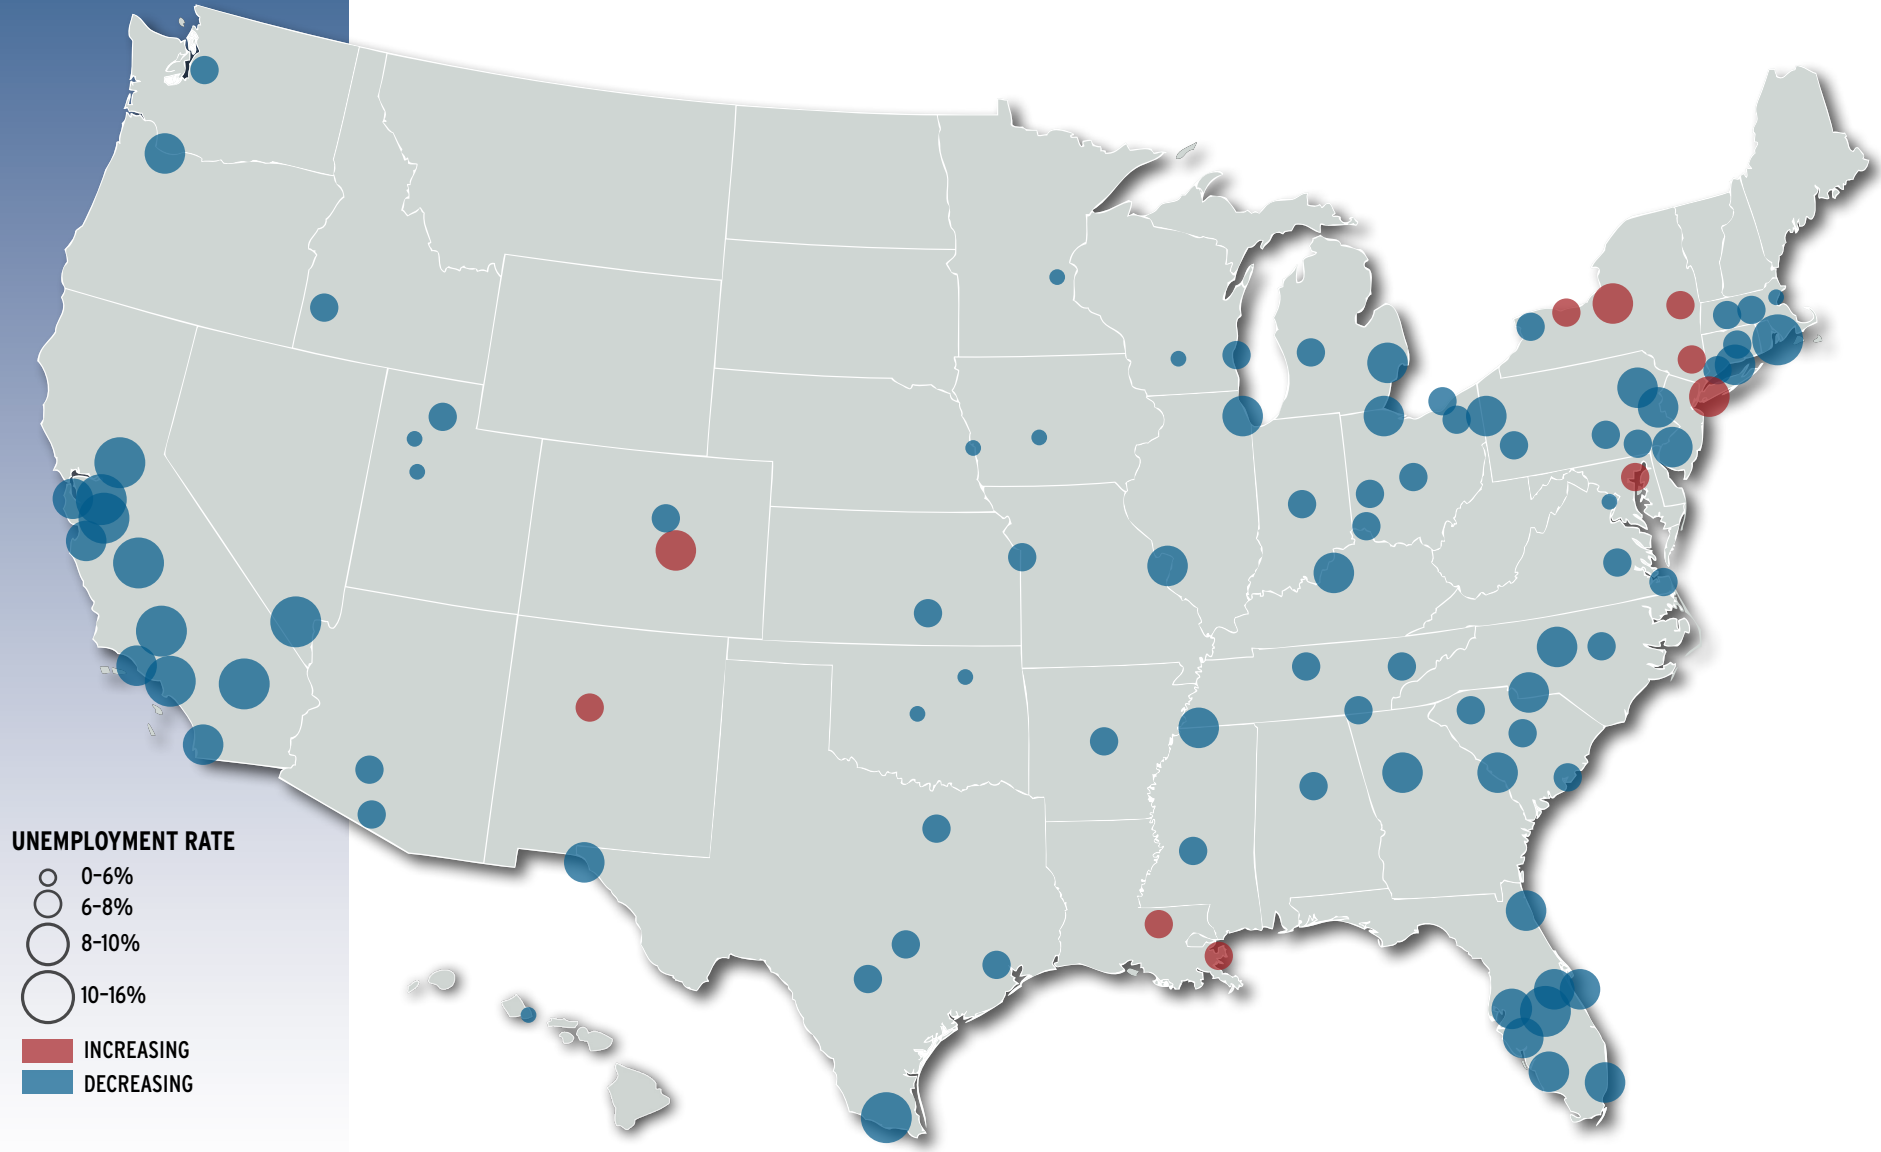 UNEMPLOYMENT RATE
0–6%
6–8%
8–10%
10–16%
INCREASING
DECREASING